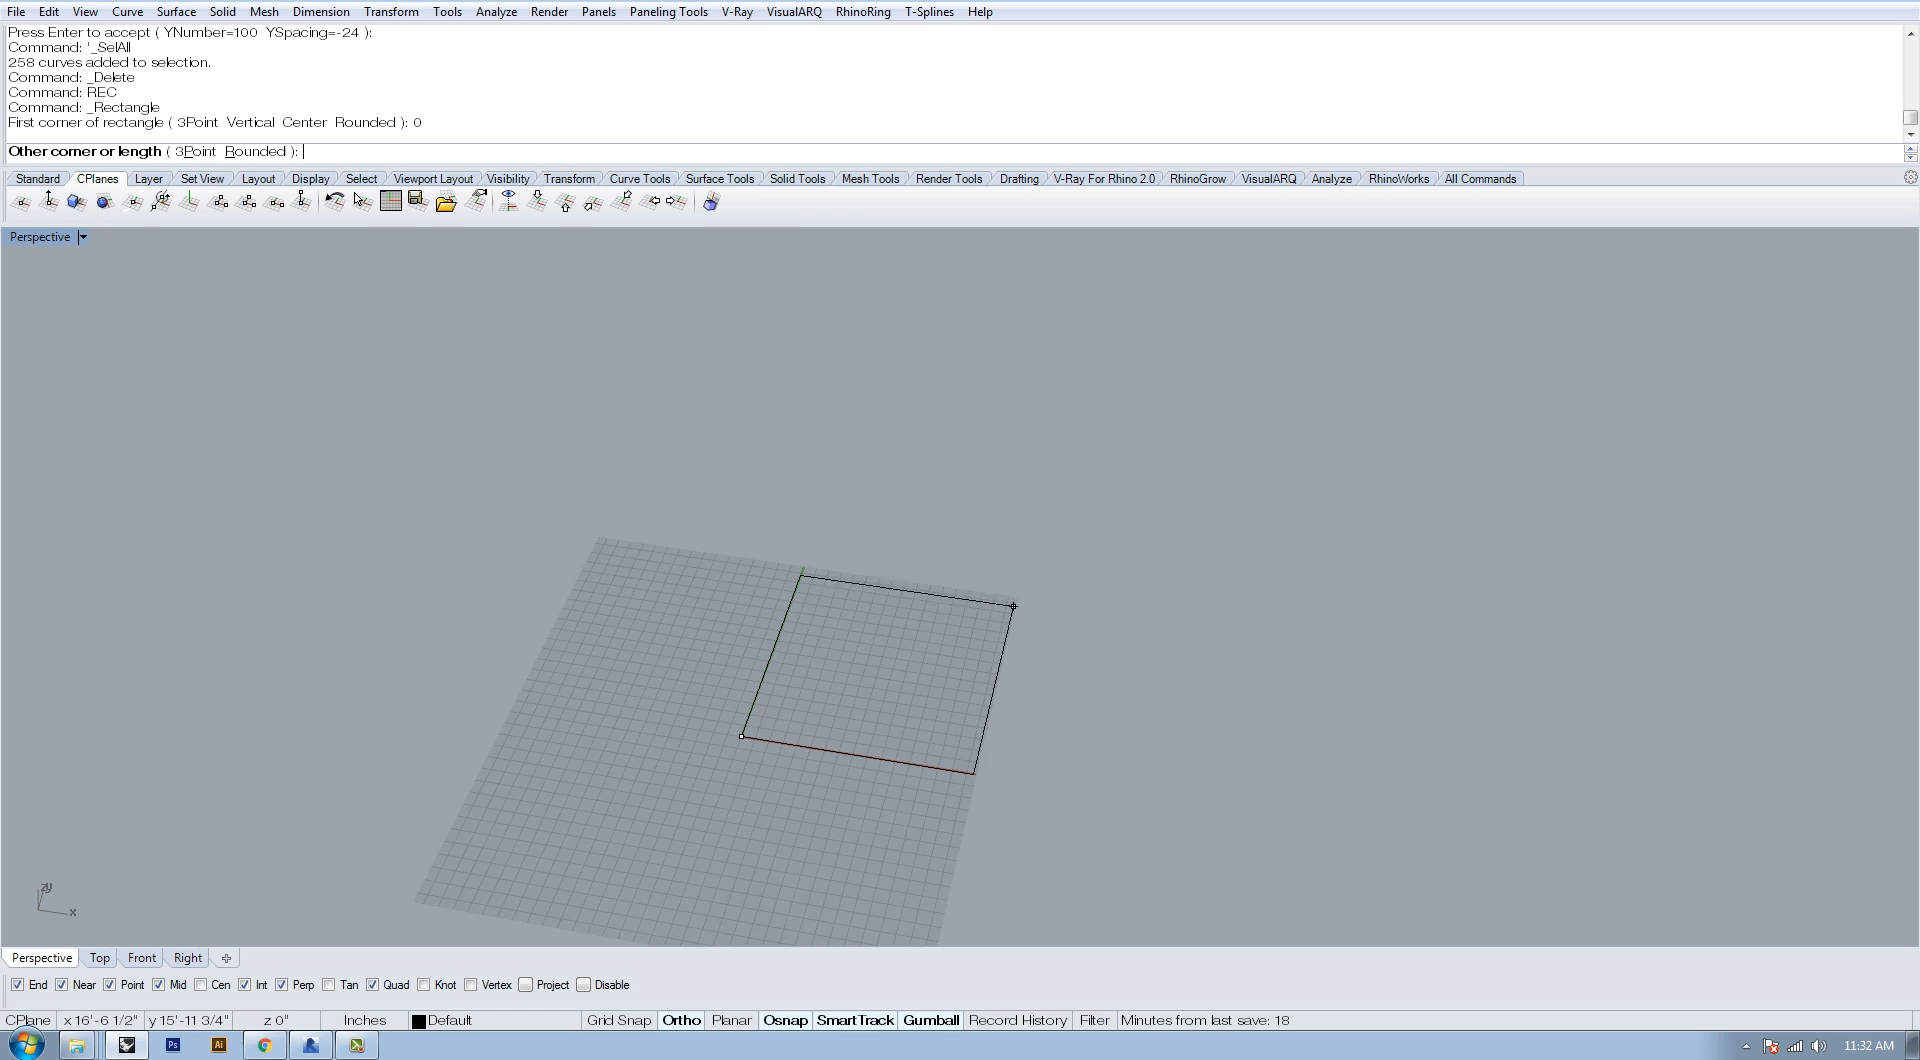 File Edit View Curve Surface Solid Mesh Dimension Transform Tools Analyze Render Panels Paneling Tools V-Ray VisualARQ RhinoRing T-Splines Help
Press Enter to accept ( YNumber=100 YSpacing=-24 ):
Command: '_SelAll
258 curves added to selection.
Command: _Delete
Command: REC
Command: _Rectangle
First corner of rectangle ( 3Point Vertical Center Rounded ): 0
Other corner or length ( 3Point Rounded ):
Standard CPlanes Layer Set View Layout Display Select Viewport Layout Visibility Transform Curve Tools Surface Tools Solid Tools Mesh Tools Render Tools Drafting V-Ray For Rhino 2.0 RhinoGrow VisualARQ Analyze RhinoWorks All Commands
Perspective
x
Perspective Top Front Right
End Near Point Mid Cen Int Perp Tan Quad Knot Vertex Project Disable
CPlane x 16'-6 1/2" y 15'-11 3/4" z 0" Inches Default Grid Snap Ortho Planar Osnap SmartTrack Gumball Record History Filter Minutes from last save: 18
Ps Ai 11:32 AM